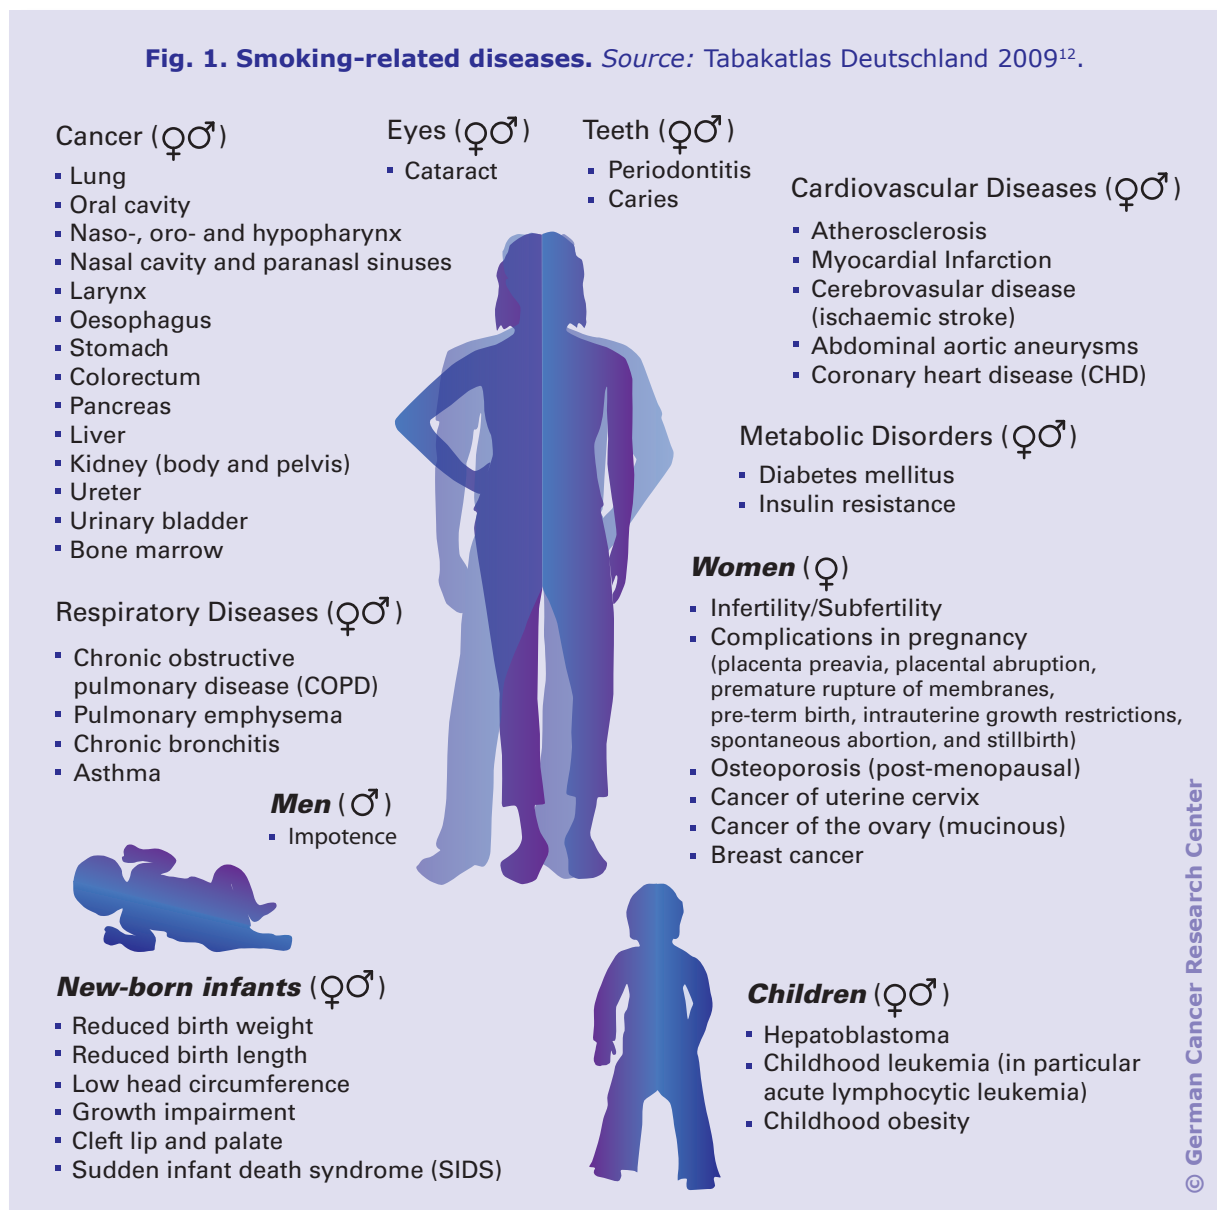 Fig. 1. Smoking-related diseases. Source: Tabakatlas Deutschland 2009¹².
Cancer (♀♂)
▪ Lung
▪ Oral cavity
▪ Naso-, oro- and hypopharynx
▪ Nasal cavity and paranasl sinuses
▪ Larynx
▪ Oesophagus
▪ Stomach
▪ Colorectum
▪ Pancreas
▪ Liver
▪ Kidney (body and pelvis)
▪ Ureter
▪ Urinary bladder
▪ Bone marrow
Eyes (♀♂)
▪ Cataract
Teeth (♀♂)
▪ Periodontitis
▪ Caries
Cardiovascular Diseases (♀♂)
▪ Atherosclerosis
▪ Myocardial Infarction
▪ Cerebrovasular disease
(ischaemic stroke)
▪ Abdominal aortic aneurysms
▪ Coronary heart disease (CHD)
Metabolic Disorders (♀♂)
▪ Diabetes mellitus
▪ Insulin resistance
Women (♀)
▪ Infertility/Subfertility
▪ Complications in pregnancy
(placenta preavia, placental abruption,
premature rupture of membranes,
pre-term birth, intrauterine growth restrictions,
spontaneous abortion, and stillbirth)
▪ Osteoporosis (post-menopausal)
▪ Cancer of uterine cervix
▪ Cancer of the ovary (mucinous)
▪ Breast cancer
Respiratory Diseases (♀♂)
▪ Chronic obstructive
pulmonary disease (COPD)
▪ Pulmonary emphysema
▪ Chronic bronchitis
▪ Asthma
Men (♂)
▪ Impotence
New-born infants (♀♂)
▪ Reduced birth weight
▪ Reduced birth length
▪ Low head circumference
▪ Growth impairment
▪ Cleft lip and palate
▪ Sudden infant death syndrome (SIDS)
Children (♀♂)
▪ Hepatoblastoma
▪ Childhood leukemia (in particular
acute lymphocytic leukemia)
▪ Childhood obesity
© German Cancer Research Center